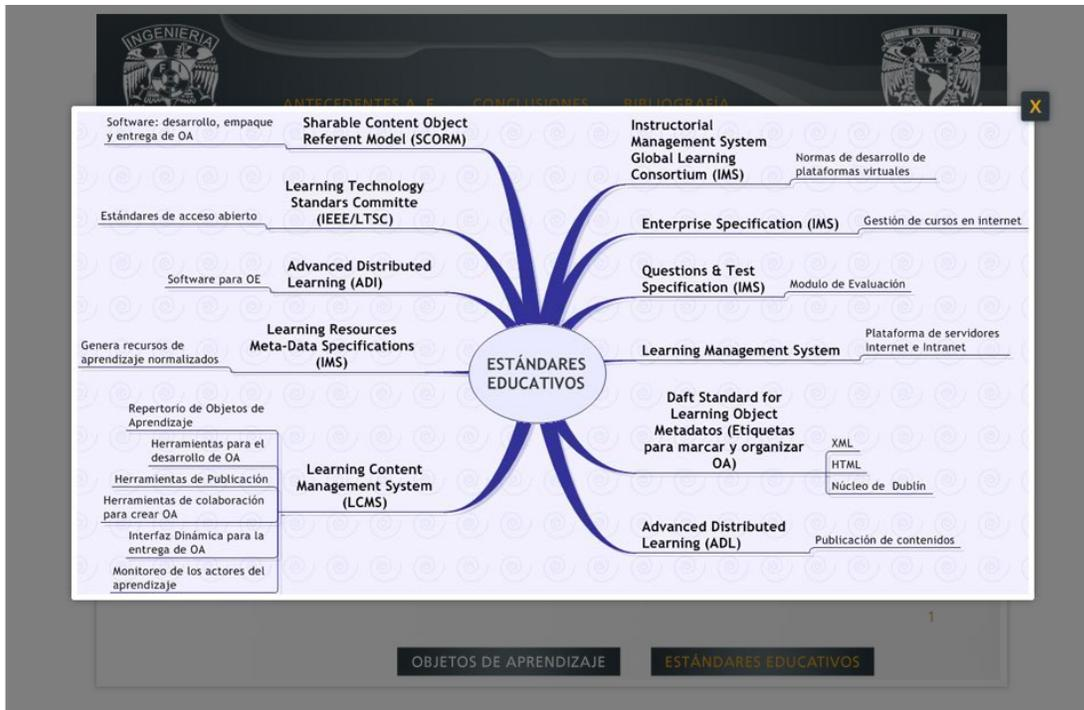 INGENIERIA
ANTECEDENTES A. E.
CONCLUSIONES
BIBLIOGRAFÍA
X
Software: desarrollo, empaque
y entrega de OA
Sharable Content Object
Referent Model (SCORM)
Estándares de acceso abierto
Learning Technology
Standars Committe
(IEEE/LTSC)
Software para OE
Advanced Distributed
Learning (ADI)
Genera recursos de
aprendizaje normalizados
Learning Resources
Meta-Data Specifications
(IMS)
Repertorio de Objetos de
Aprendizaje
Herramientas para el
desarrollo de OA
Herramientas de Publicación
Herramientas de colaboración
para crear OA
Interfaz Dinámica para la
entrega de OA
Monitoreo de los actores del
aprendizaje
Learning Content
Management System
(LCMS)
ESTÁNDARES
EDUCATIVOS
Instructorial
Management System
Global Learning
Consortium (IMS)
Normas de desarrollo de
plataformas virtuales
Enterprise Specification (IMS)
Gestión de cursos en internet
Questions & Test
Specification (IMS)
Modulo de Evaluación
Learning Management System
Plataforma de servidores
Internet e Intranet
Daft Standard for
Learning Object
Metadatos (Etiquetas
para marcar y organizar
OA)
XML
HTML
Núcleo de Dublin
Advanced Distributed
Learning (ADL)
Publicación de contenidos
1
OBJETOS DE APRENDIZAJE
ESTÁNDARES EDUCATIVOS